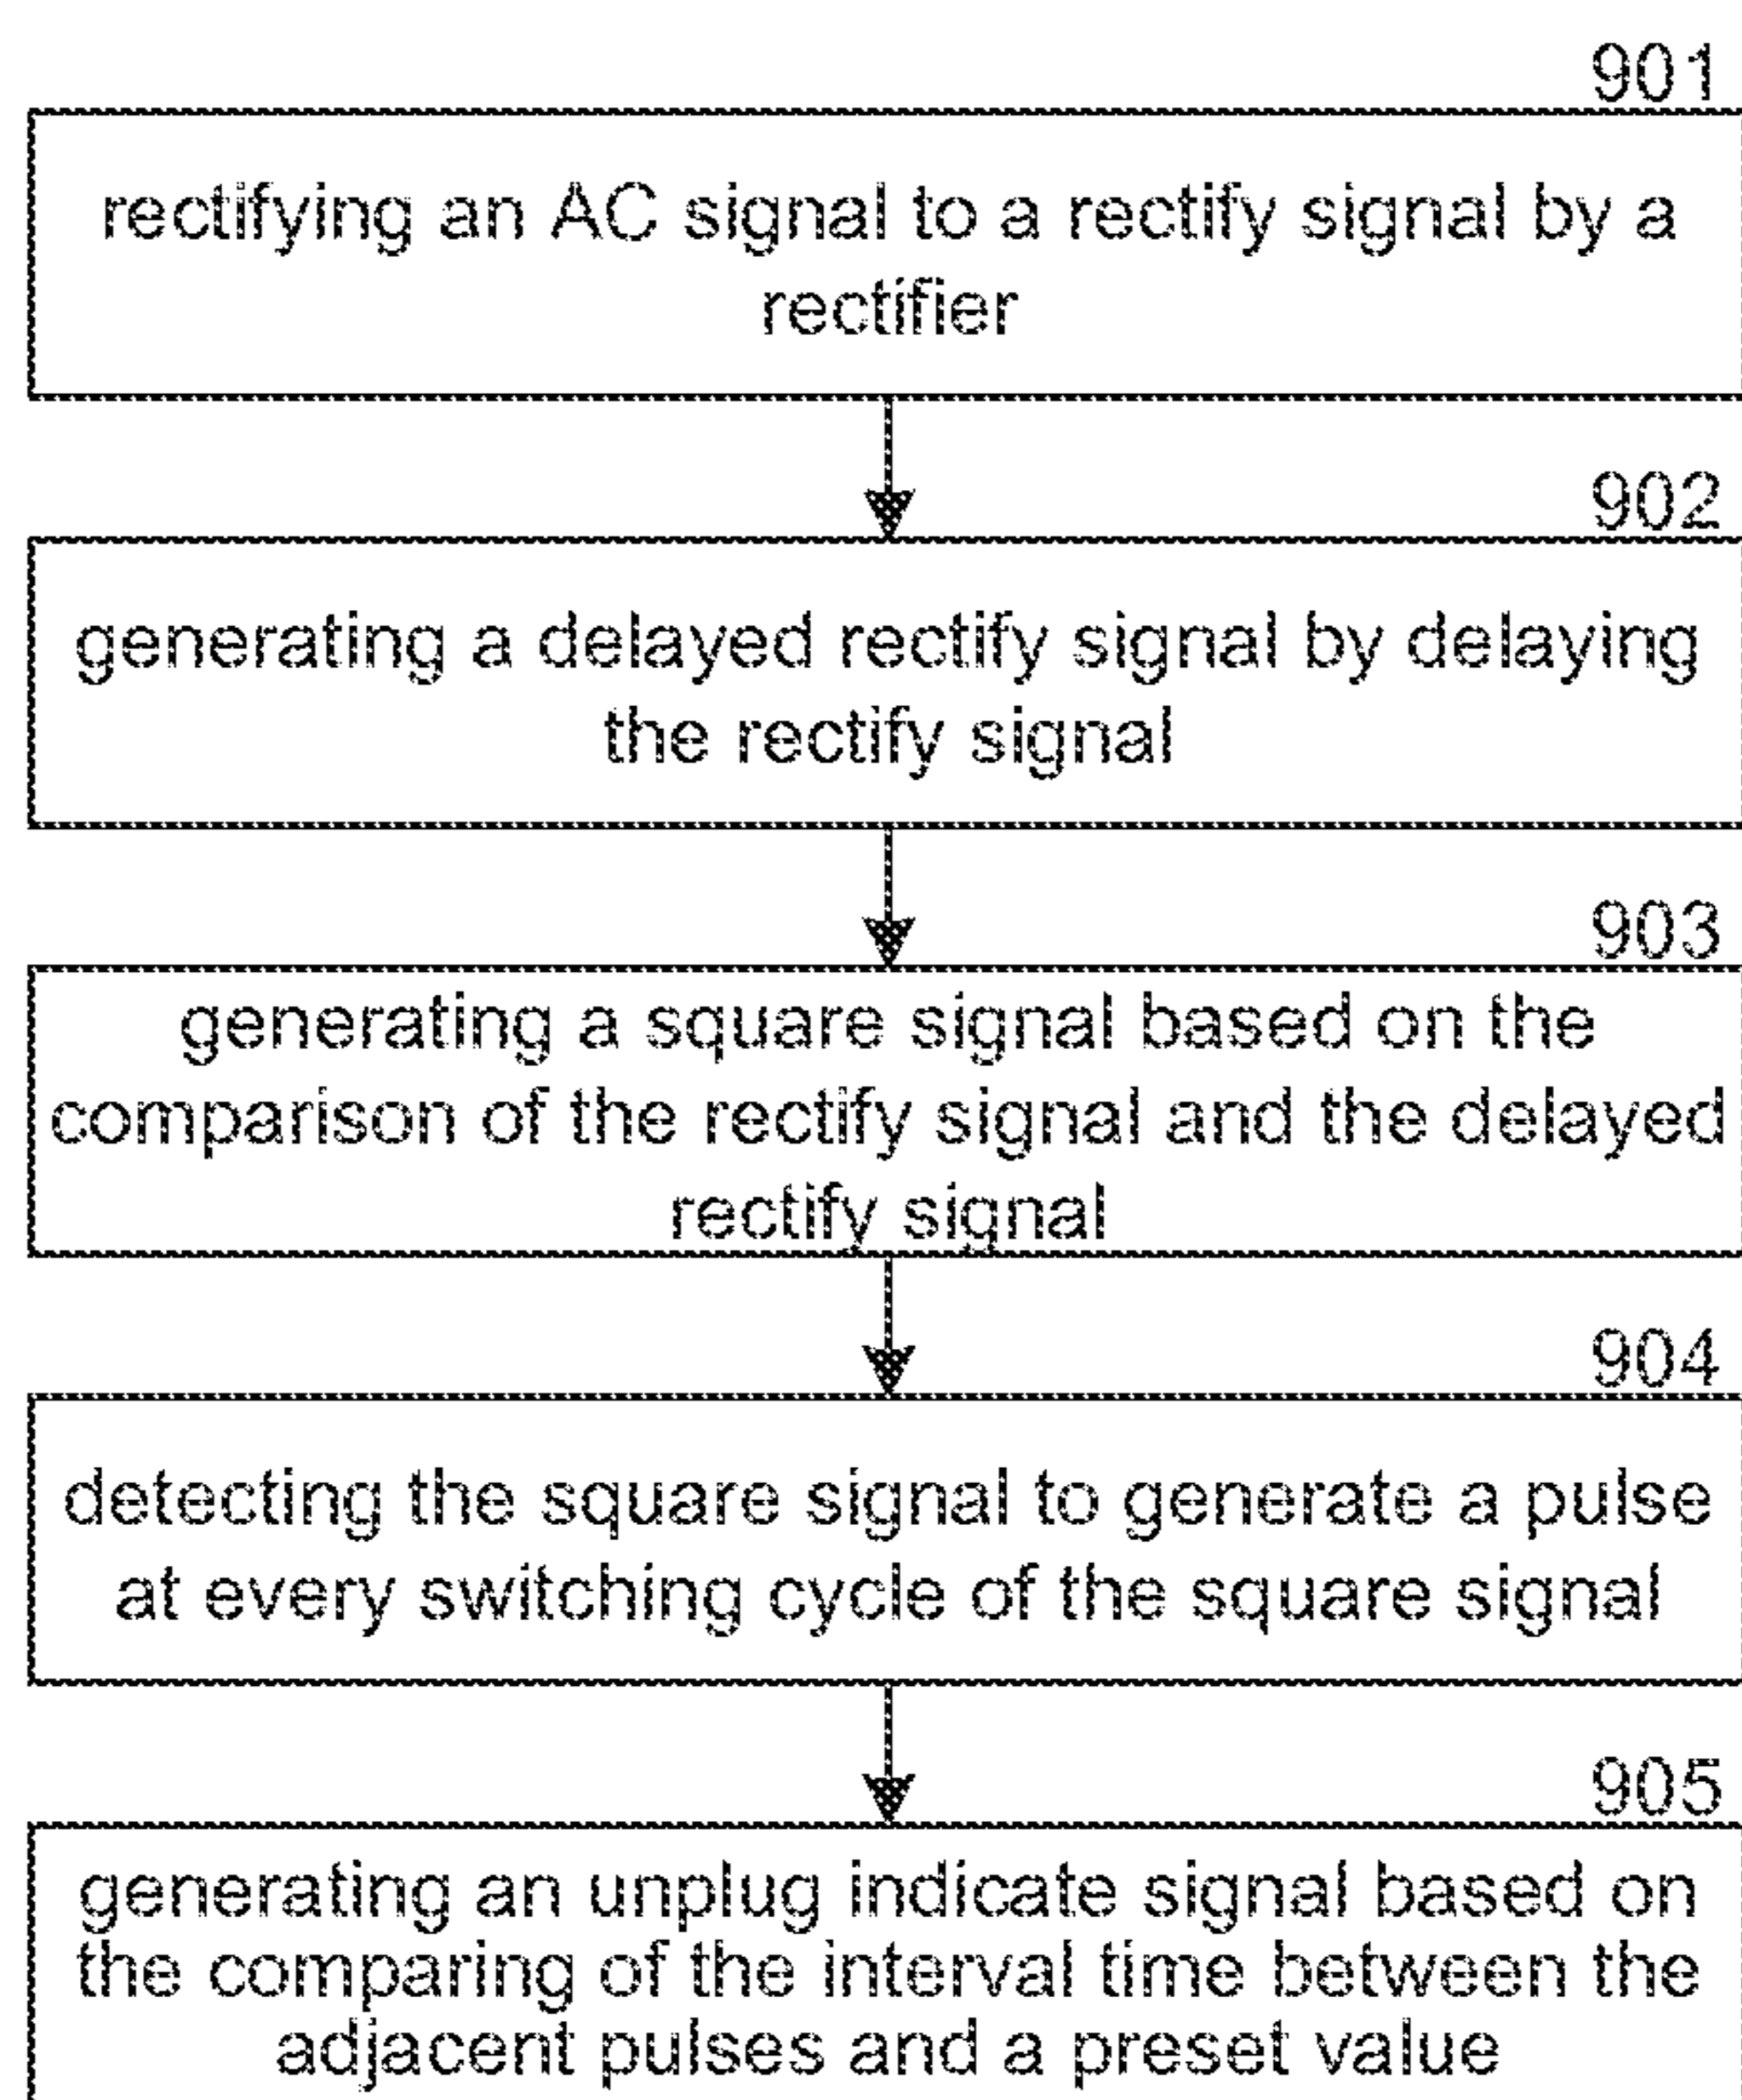 901
rectifying an AC signal to a rectify signal by a
rectifier
902
generating a delayed rectify signal by delaying
the rectify signal
903
generating a square signal based on the
comparison of the rectify signal and the delayed
rectify signal
904
detecting the square signal to generate a pulse
at every switching cycle of the square signal
905
generating an unplug indicate signal based on
the comparing of the interval time between the
adjacent pulses and a preset value